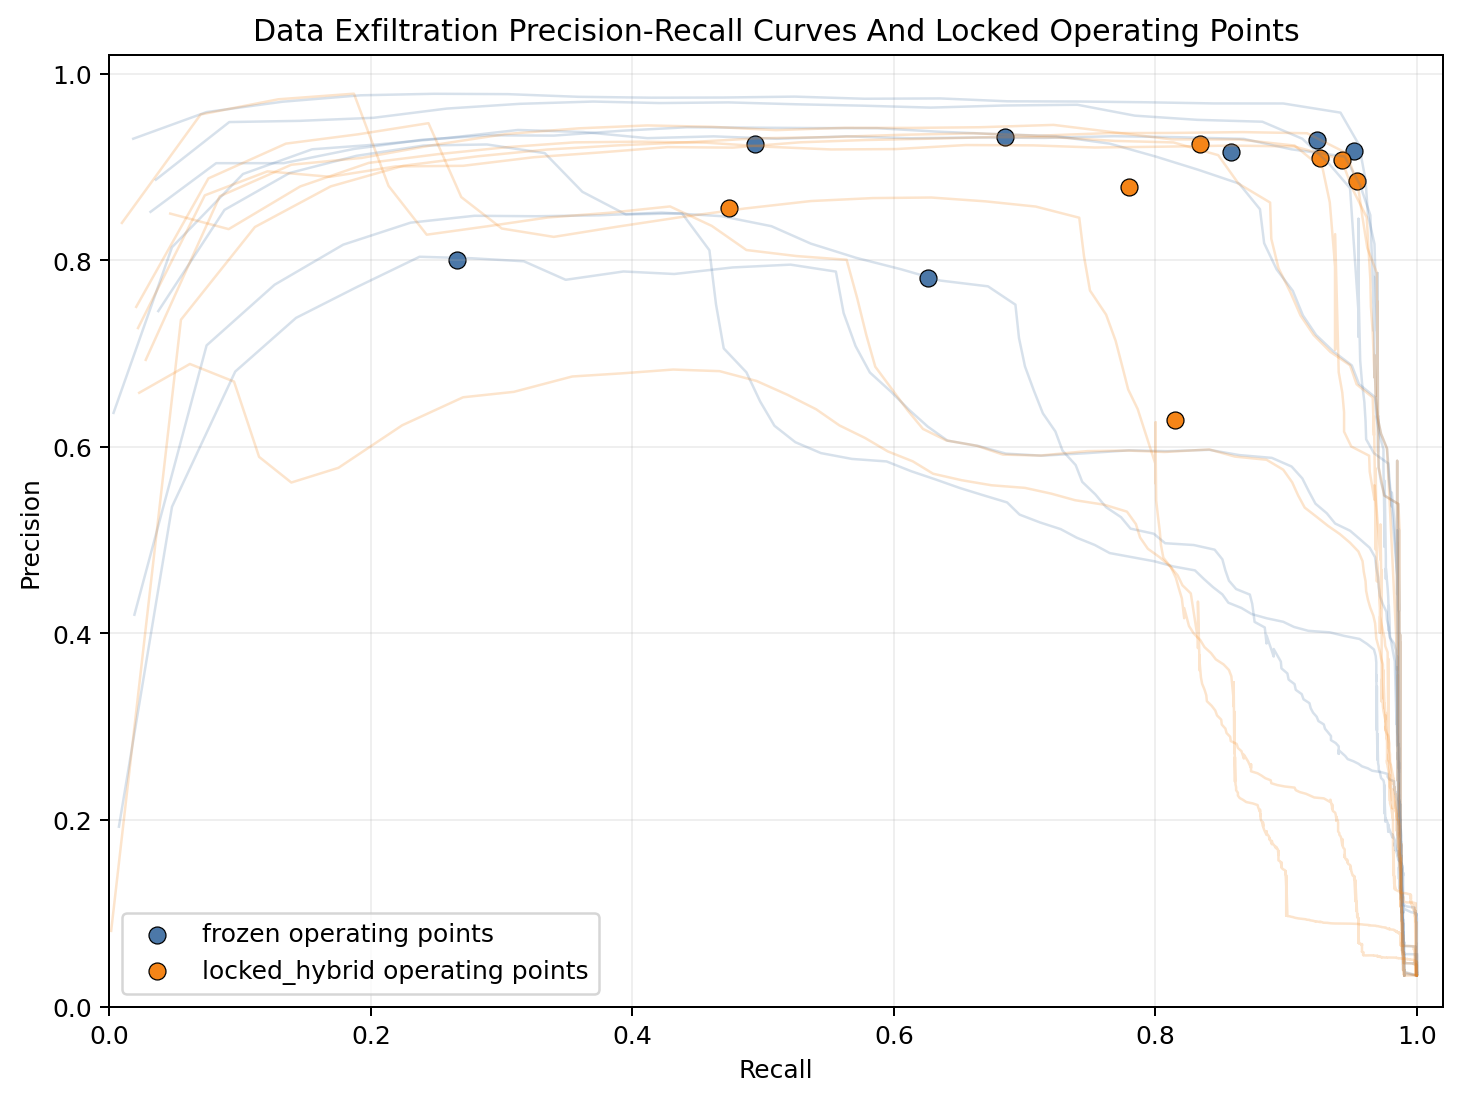 Data Exfiltration Precision-Recall Curves And Locked Operating Points
1.0
0.8
0.6
0.4
0.2
0.0
Precision
frozen operating points
locked_hybrid operating points
0.0 0.2 0.4 0.6 0.8 1.0
Recall